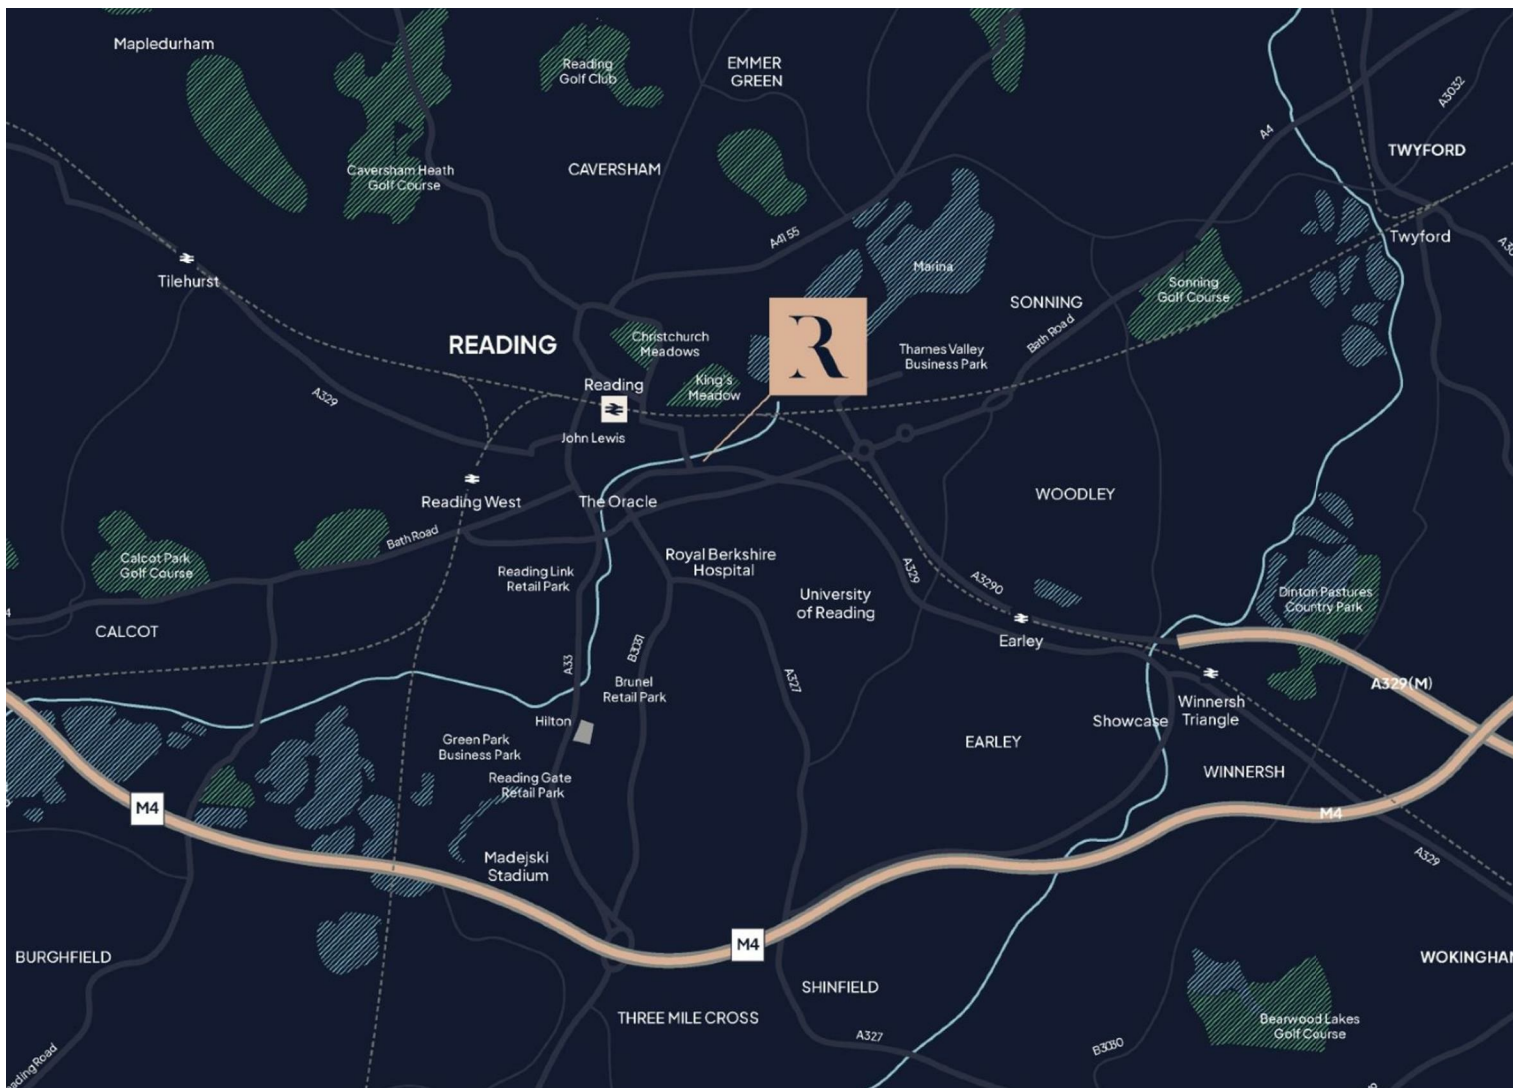 Mapledurham
Reading
Golf Club
EMMER
GREEN
A3032
A4
TWYFORD
Caversham Heath
Golf Course
CAVERSHAM
A4155
Twyford
Tilehurst
Marina
Sonning
Golf Course
SONNING
READING
Christchurch
Meadows
R
Thames Valley
Business Park
Bath Road
Reading
King's
Meadow
A329
John Lewis
Reading West
The Oracle
WOODLEY
Bath Road
Calcot Park
Golf Course
Reading Link
Retail Park
Royal Berkshire
Hospital
University
of Reading
A329
A3290
Dinton Pastures
Country Park
CALCOT
Earley
A33
B3031
Brunel
Retail Park
A327
A329(M)
Hilton
Showcase
Winnersh
Triangle
Green Park
Business Park
EARLEY
WINNERSH
Reading Gate
Retail Park
M4
M4
Madejski
Stadium
A329
M4
BURGHFIELD
WOKINGHAM
SHINFIELD
THREE MILE CROSS
Bearwood Lakes
Golf Course
A327
B3030
ading Road